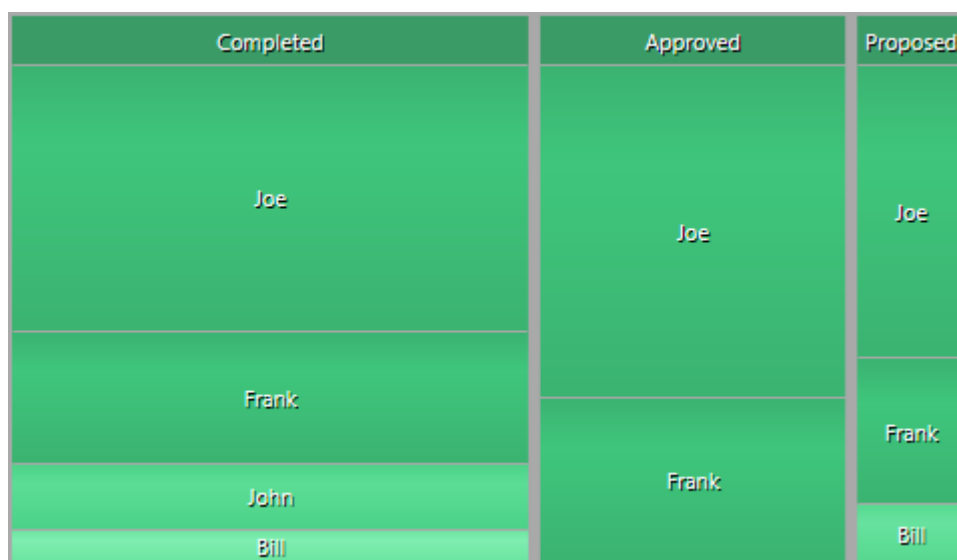 Completed
Joe
Frank
John
Bill
Approved
Joe
Frank
Proposed
Joe
Frank
Bill